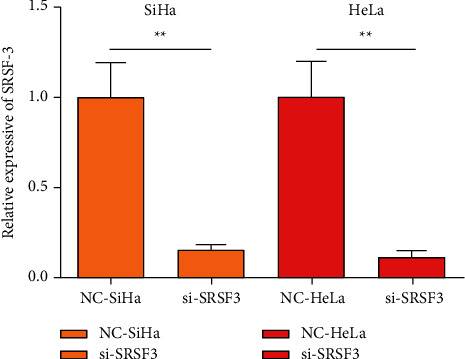 SiHa HeLa
** **
Relative expressive of SRSF-3
1.5
1.0
0.5
0.0
NC-SiHa si-SRSF3 NC-HeLa si-SRSF3
NC-SiHa NC-HeLa
si-SRSF3 si-SRSF3